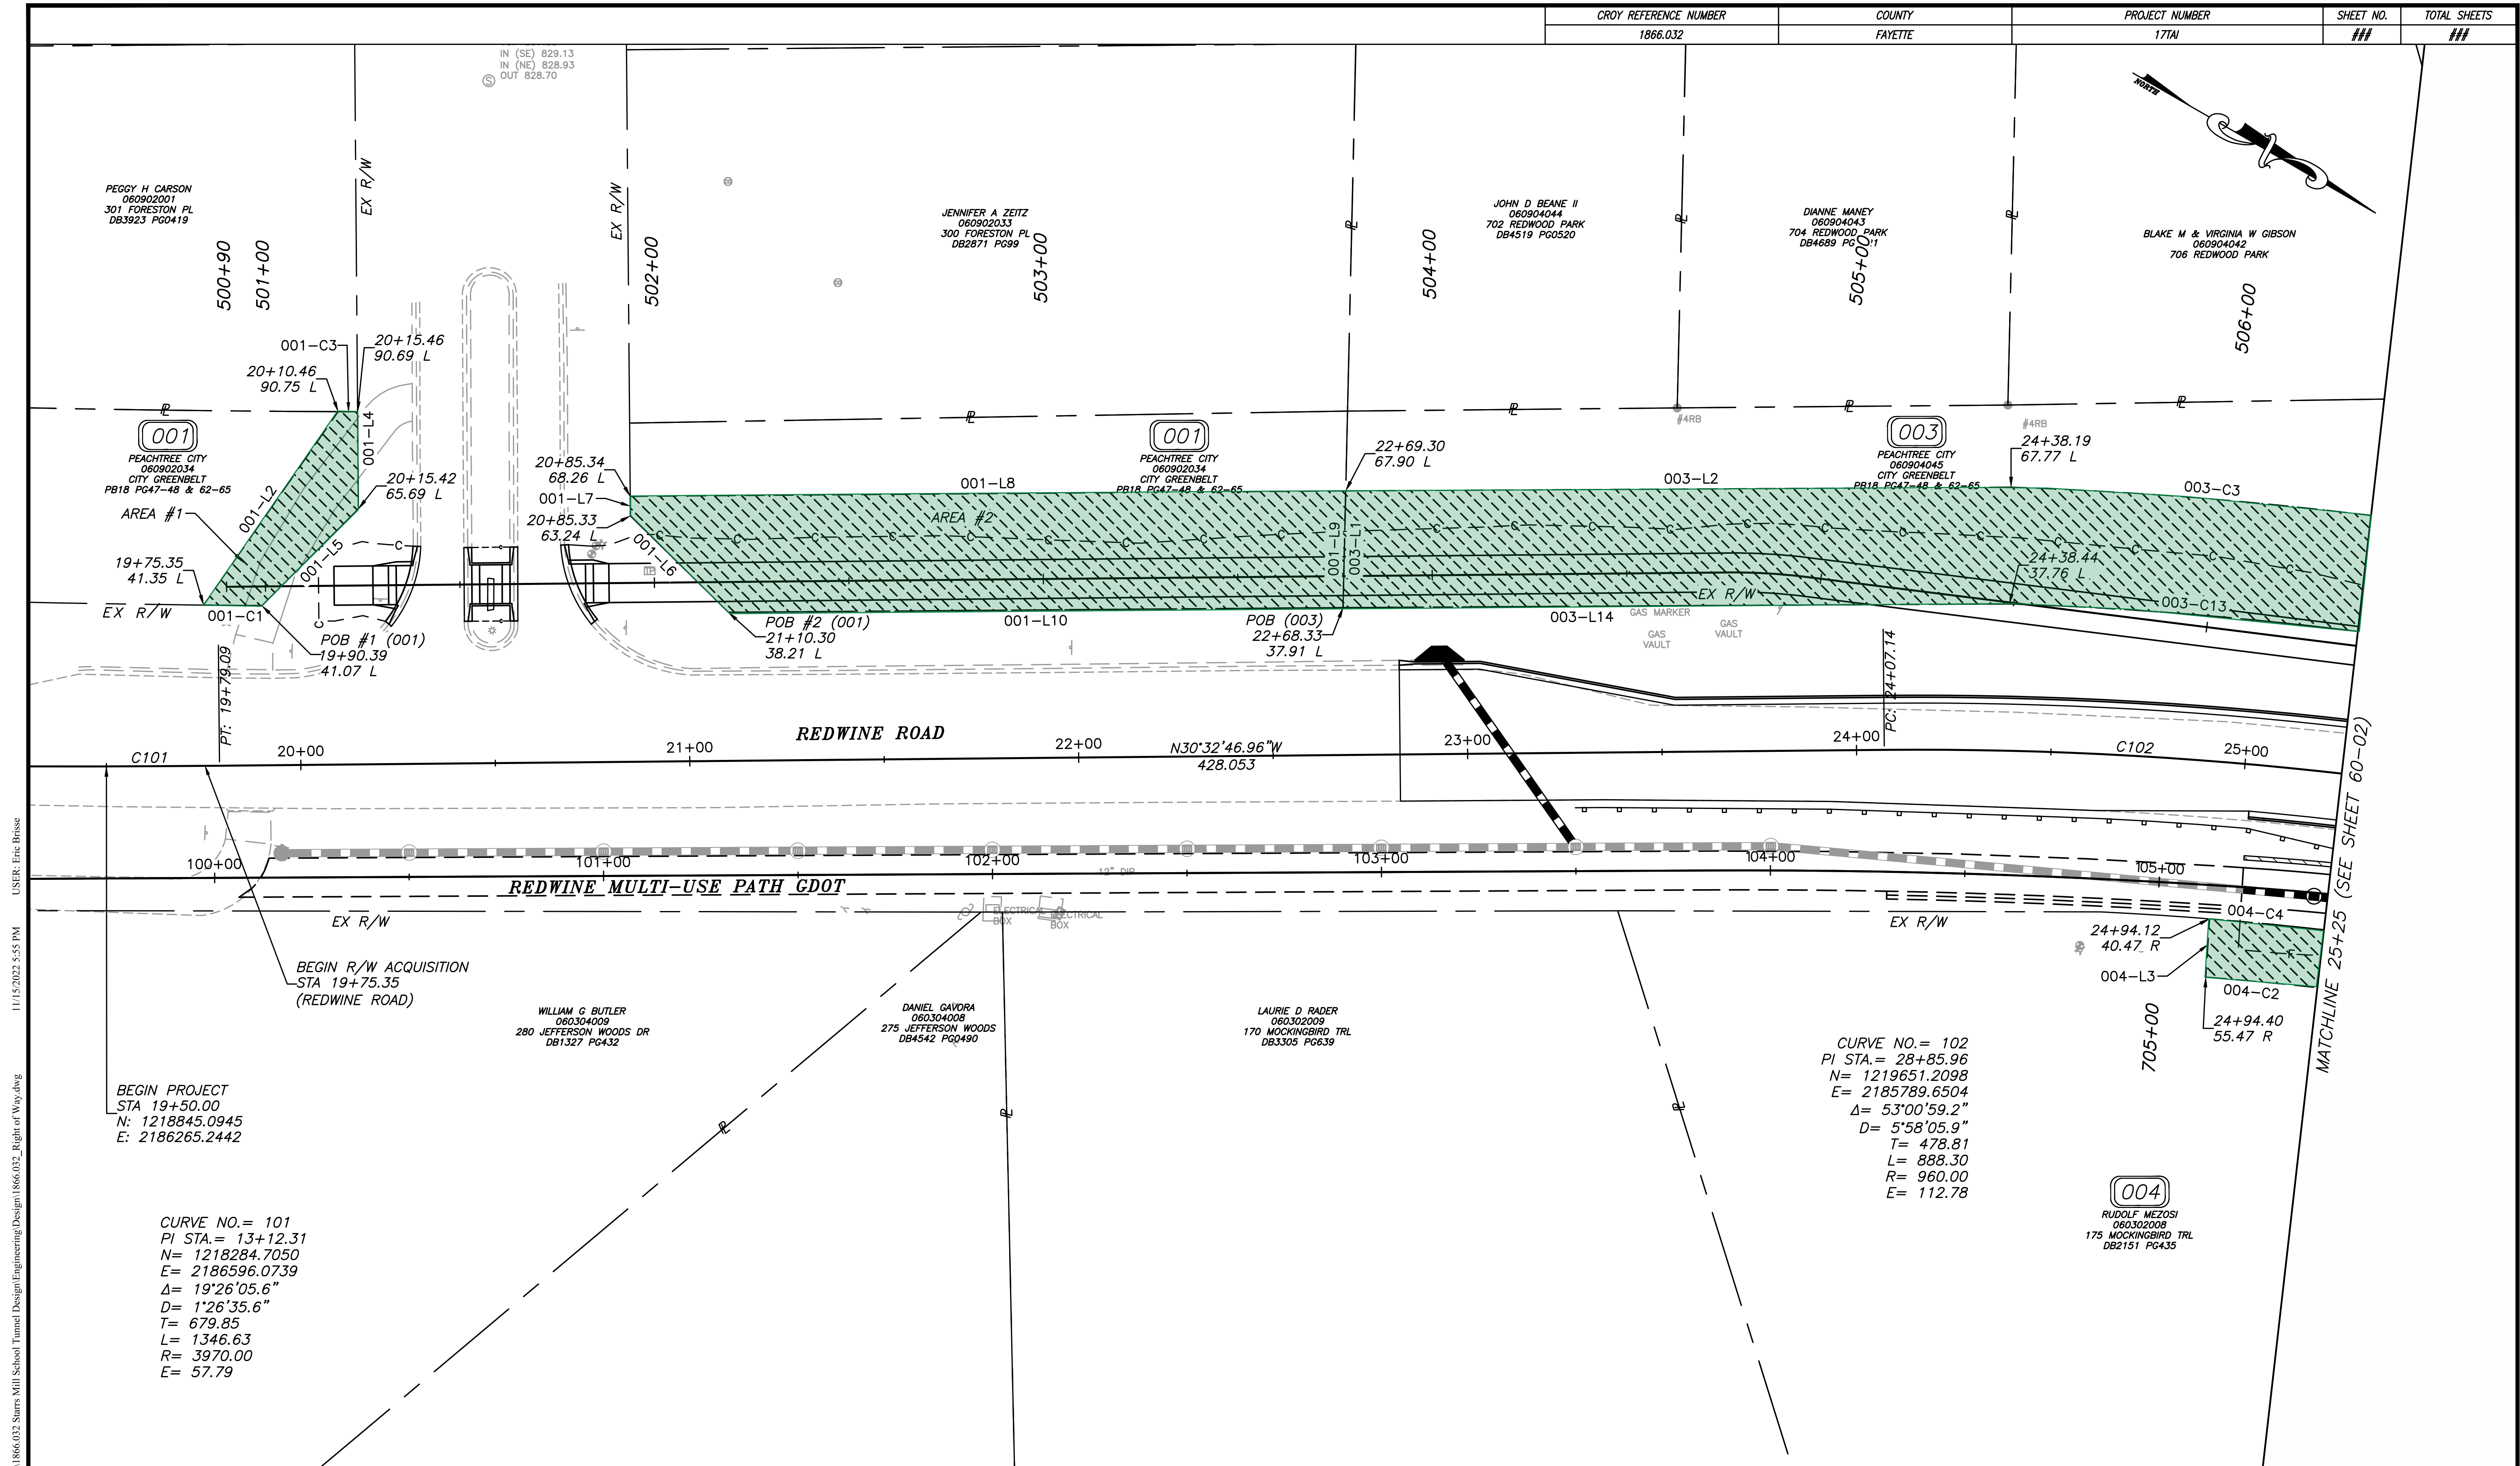 CROY REFERENCE NUMBER
COUNTY
PROJECT NUMBER
SHEET NO.
TOTAL SHEETS
1866.032
FAYETTE
17TAI
###
###
IN (SE) 829.13
IN (NE) 828.93
OUT 828.70
S
NORTH
PEGGY H CARSON
060902001
301 FORESTON PL
DB3923 PG0419
EX R/W
EX R/W
JENNIFER A ZEITZ
060902033
300 FORESTON PL
DB2871 PG99
JOHN D BEANE II
060904044
702 REDWOOD PARK
DB4519 PG0520
DIANNE MANEY
060904043
704 REDWOOD PARK
DB4689 PG
BLAKE M & VIRGINIA W GIBSON
060904042
706 REDWOOD PARK
500+90
501+00
502+00
503+00
504+00
505+00
506+00
001-C3
20+15.46
90.69 L
20+10.46
90.75 L
001-L4
001
PEACHTREE CITY
060902034
CITY GREENBELT
PB18 PG47-48 & 62-65
001-L2
AREA #1
20+15.42
65.69 L
001-L5
19+75.35
41.35 L
EX R/W
001-C1
POB #1 (001)
19+90.39
41.07 L
20+85.34
68.26 L
001-L7
20+85.33
63.24 L
001-L6
TP
001-L8
AREA #2
001
PEACHTREE CITY
060902034
CITY GREENBELT
PB18 PG47-48 & 62-65
22+69.30
67.90 L
001-L9
003-L1
003-L2
003
PEACHTREE CITY
060904045
CITY GREENBELT
PB18 PG47-48 & 62-65
#4RB
#4RB
24+38.19
67.77 L
003-C3
24+38.44
37.76 L
003-C13
EX R/W
POB #2 (001)
21+10.30
38.21 L
001-L10
POB (003)
22+68.33
37.91 L
003-L14
GAS MARKER
GAS
VAULT
GAS
VAULT
PT: 19+79.09
PC: 24+07.14
REDWINE ROAD
C101
20+00
21+00
22+00
N30°32'46.96"W
428.053
23+00
24+00
C102
25+00
MATCHLINE 25+25 (SEE SHEET 60-02)
100+00
101+00
102+00
103+00
104+00
105+00
12" DIP
REDWINE MULTI-USE PATH GDOT
EX R/W
ELECTRICAL
BOX
ELECTRICAL
BOX
EX R/W
004-C4
24+94.12
40.47 R
004-L3
004-C2
24+94.40
55.47 R
705+00
BEGIN R/W ACQUISITION
STA 19+75.35
(REDWINE ROAD)
WILLIAM G BUTLER
060304009
280 JEFFERSON WOODS DR
DB1327 PG432
DANIEL GAVORA
060304008
275 JEFFERSON WOODS
DB4542 PG0490
LAURIE D RADER
060302009
170 MOCKINGBIRD TRL
DB3305 PG639
BEGIN PROJECT
STA 19+50.00
N: 1218845.0945
E: 2186265.2442
CURVE NO.= 102
PI STA.= 28+85.96
N= 1219651.2098
E= 2185789.6504
Δ= 53°00'59.2"
D= 5°58'05.9"
T= 478.81
L= 888.30
R= 960.00
E= 112.78
004
RUDOLF MEZOSI
060302008
175 MOCKINGBIRD TRL
DB2151 PG435
CURVE NO.= 101
PI STA.= 13+12.31
N= 1218284.7050
E= 2186596.0739
Δ= 19°26'05.6"
D= 1°26'35.6"
T= 679.85
L= 1346.63
R= 3970.00
E= 57.79
1866.032 Starrs Mill School Tunnel Design\Engineering\Design\1866.032_Right of Way.dwg
11/15/2022 5:55 PM
USER: Eric Brisse